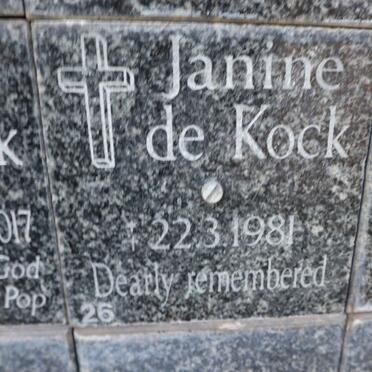 Janine
de Kock
† 22.3.1981
Dearly remembered
26
K
017
God
Pop